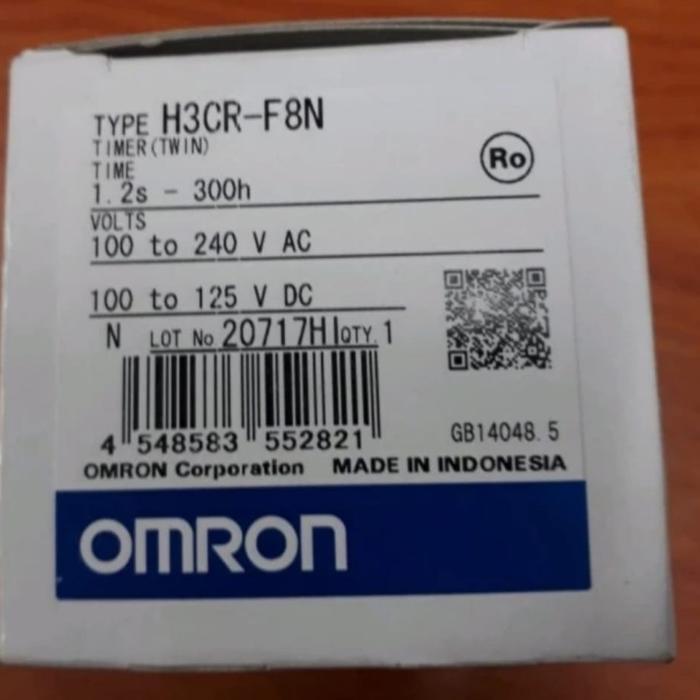 TYPE H3CR-F8N
TIMER(TWIN)
Ro
TIME
1.2s - 300h
VOLTS
100 to 240 V AC
100 to 125 V DC
N LOT No. 20717HI QTY. 1
4 548583 552821
GB14048.5
OMRON Corporation MADE IN INDONESIA
OMRON